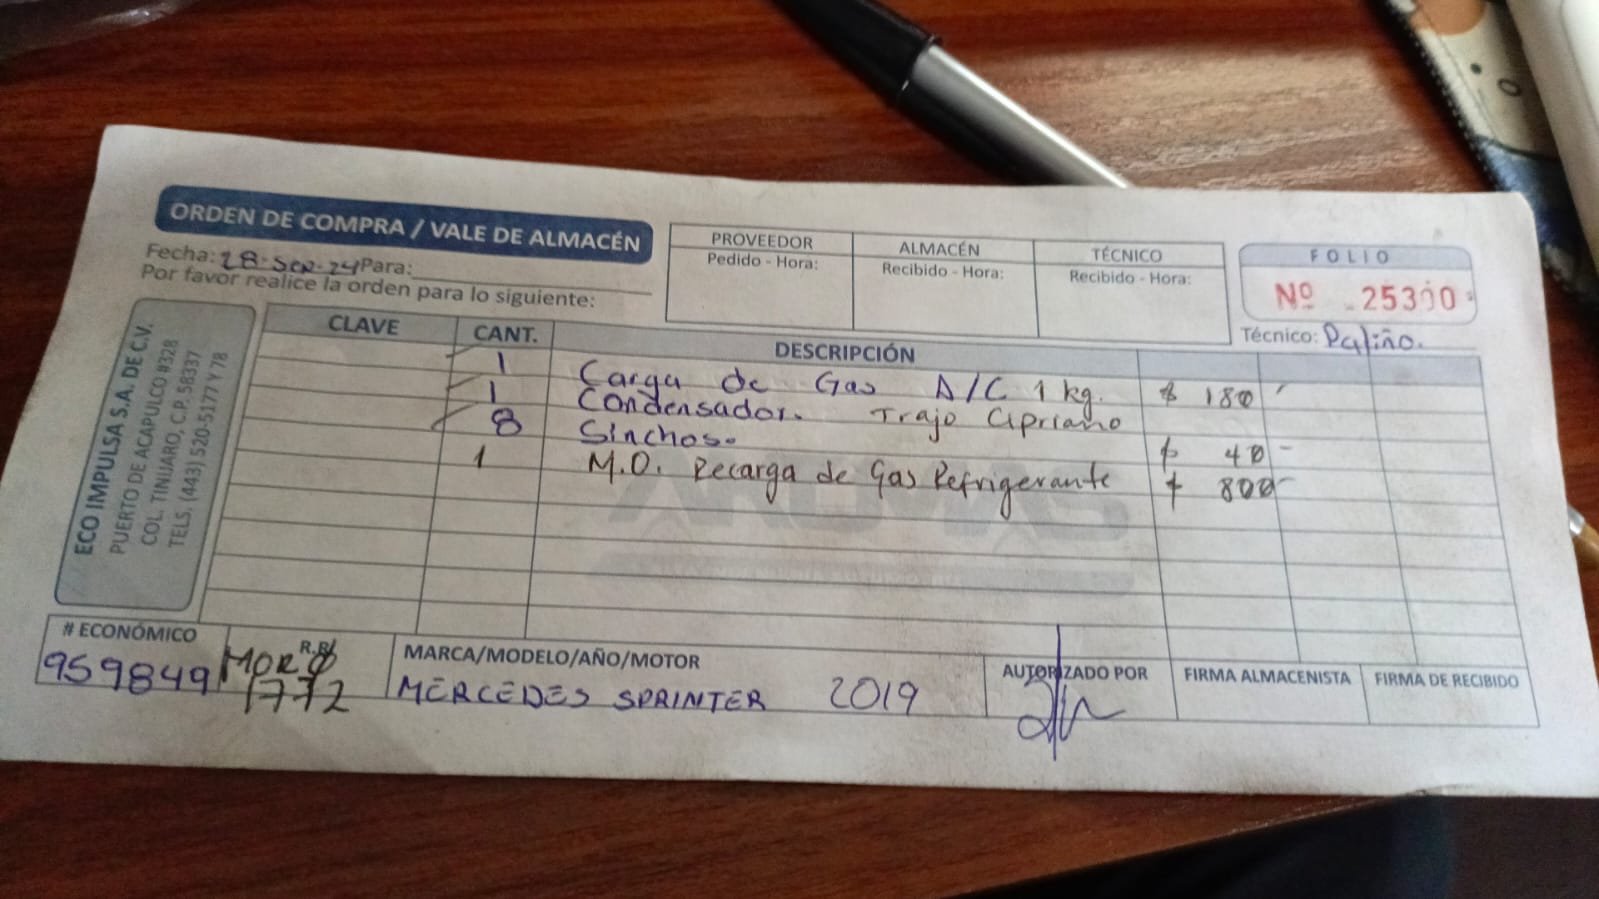 ORDEN DE COMPRA / VALE DE ALMACÉN
Fecha: 28-Sep-24 Para:
Por favor realice la orden para lo siguiente:
PROVEEDOR ALMACÉN TÉCNICO
Pedido - Hora: Recibido - Hora: Recibido - Hora:
FOLIO
Nº 25300
Técnico: Patiño.
ECO IMPULSA S.A. DE C.V.
PUERTO DE ACAPULCO #328
COL. TINIJARO, C.P. 58337
TELS. (443) 520-5177 Y 78
CLAVE CANT. DESCRIPCIÓN
1 Carga de Gas A/C 1 kg. $ 180
1 Condensador. Trajo Cipriano
8 Sinchos. $ 40
1 M.O. Recarga de Gas Refrigerante $ 800
# ECONÓMICO R.R/ MARCA/MODELO/AÑO/MOTOR AUTORIZADO POR FIRMA ALMACENISTA FIRMA DE RECIBIDO
959849 MOR 1772 MERCEDES SPRINTER 2019